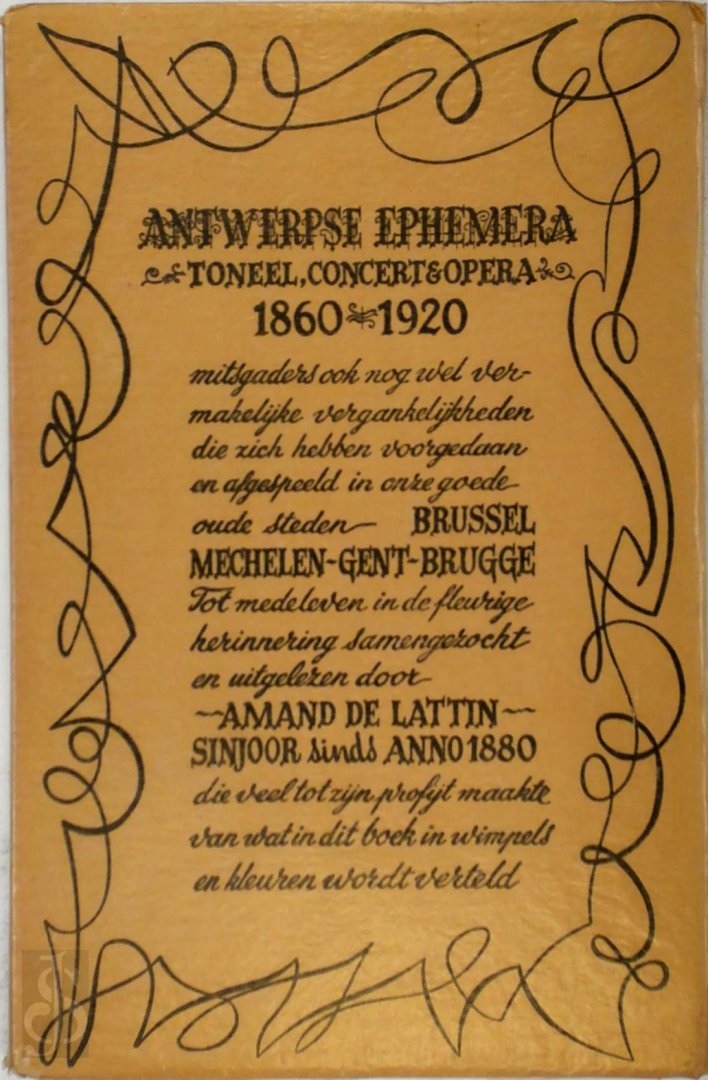 ANTWERPSE EPHEMERA
TONEEL, CONCERT & OPERA
1860 1920
mitsgaders ook nog wel ver-
makelijke vergankelijkheden
die zich hebben voorgedaan
en afgespeeld in onze goede
oude steden — BRUSSEL
MECHELEN-GENT-BRUGGE
Tot medeleven in de fleurige
herinnering samengezocht
en uitgelezen door
~AMAND DE LATTIN~
SINJOOR sinds ANNO 1880
die veel tot zijn profijt maakte
van wat in dit boek in wimpels
en kleuren wordt verteld